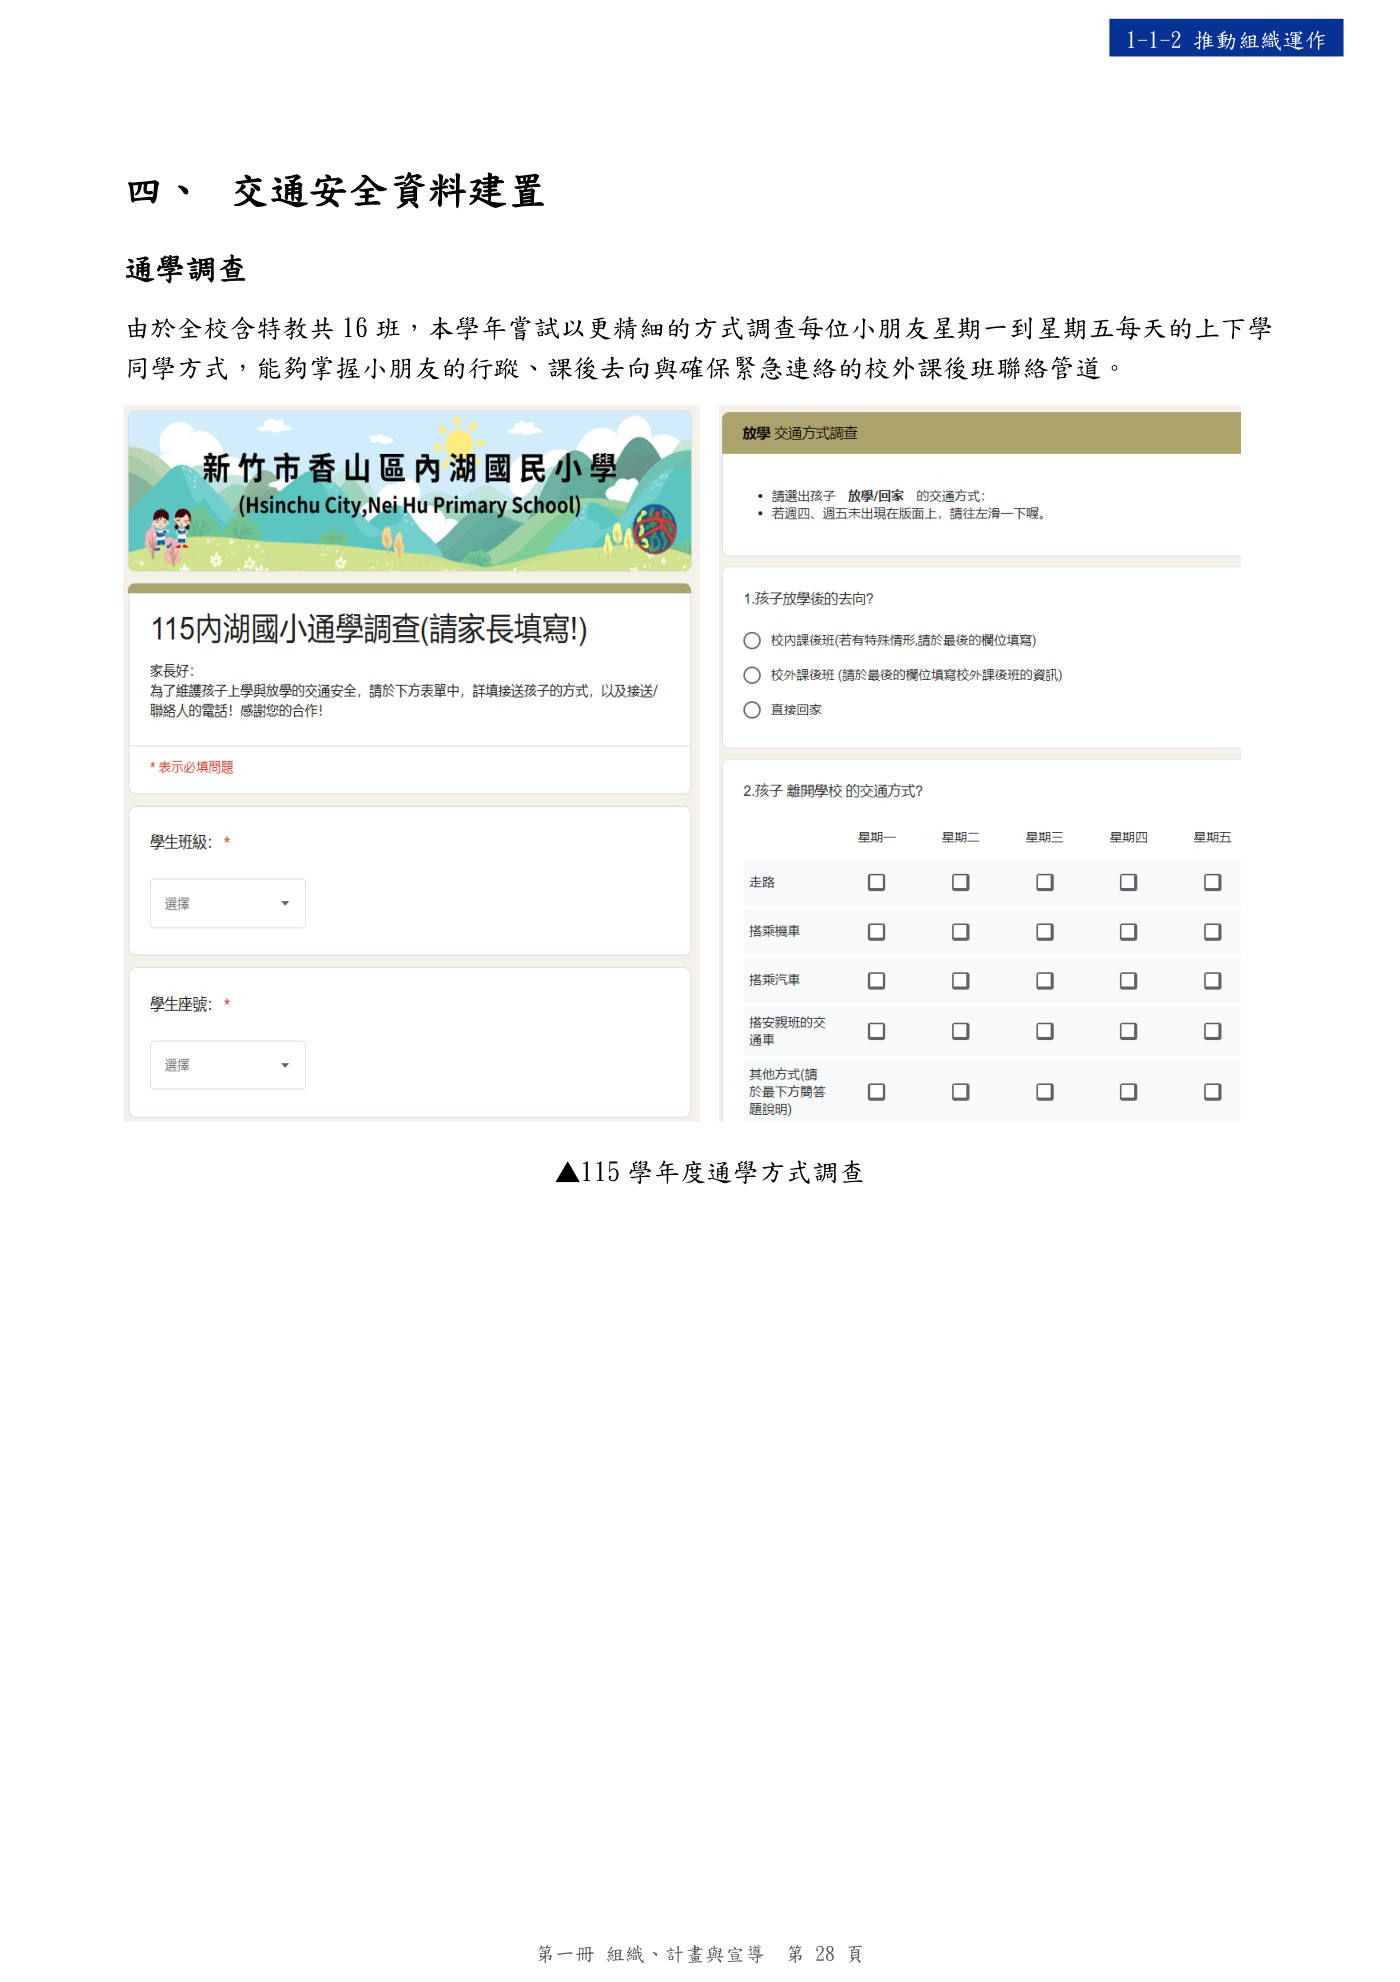 1-1-2 推動組織運作
四、 交通安全資料建置
通學調查
由於全校含特教共 16 班，本學年嘗試以更精細的方式調查每位小朋友星期一到星期五每天的上下學
同學方式，能夠掌握小朋友的行蹤、課後去向與確保緊急連絡的校外課後班聯絡管道。
新竹市香山區內湖國民小學
(Hsinchu City,Nei Hu Primary School)
115內湖國小通學調查(請家長填寫!)
家長好：
為了維護孩子上學與放學的交通安全，請於下方表單中，詳填接送孩子的方式，以及接送/
聯絡人的電話！感謝您的合作！
* 表示必填問題
學生班級： *
選擇
學生座號： *
選擇
放學 交通方式調查
• 請選出孩子 放學/回家 的交通方式：
• 若週四、週五未出現在版面上，請往左滑一下喔。
1.孩子放學後的去向?
校內課後班(若有特殊情形,請於最後的欄位填寫)
校外課後班 (請於最後的欄位填寫校外課後班的資訊)
直接回家
2.孩子 離開學校 的交通方式?
星期一 星期二 星期三 星期四 星期五
走路
搭乘機車
搭乘汽車
搭安親班的交
通車
其他方式(請
於最下方簡答
題說明)
▲115 學年度通學方式調查
第一冊 組織、計畫與宣導 第 28 頁